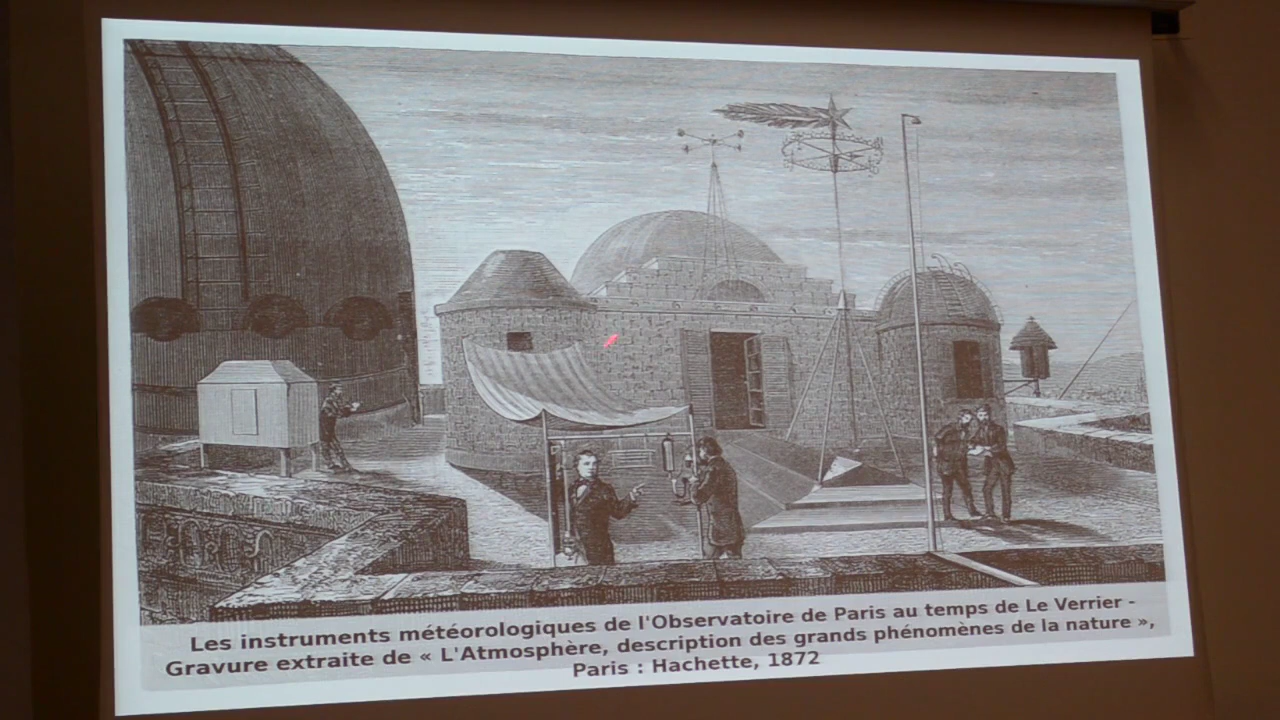 Les instruments météorologiques de l'Observatoire de Paris au temps de Le Verrier -
Gravure extraite de « L'Atmosphère, description des grands phénomènes de la nature »,
Paris : Hachette, 1872